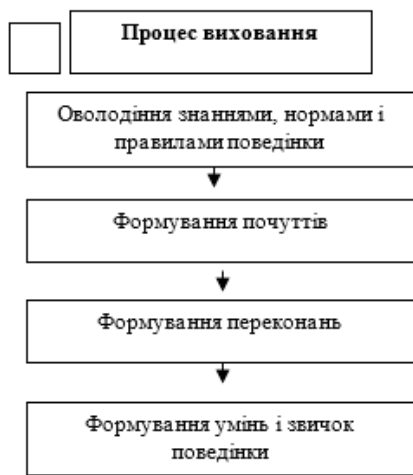 Процес виховання
Оволодіння знаннями, нормами і
правилами поведінки
Формування почуттів
Формування переконань
Формування умінь і звичок
поведінки